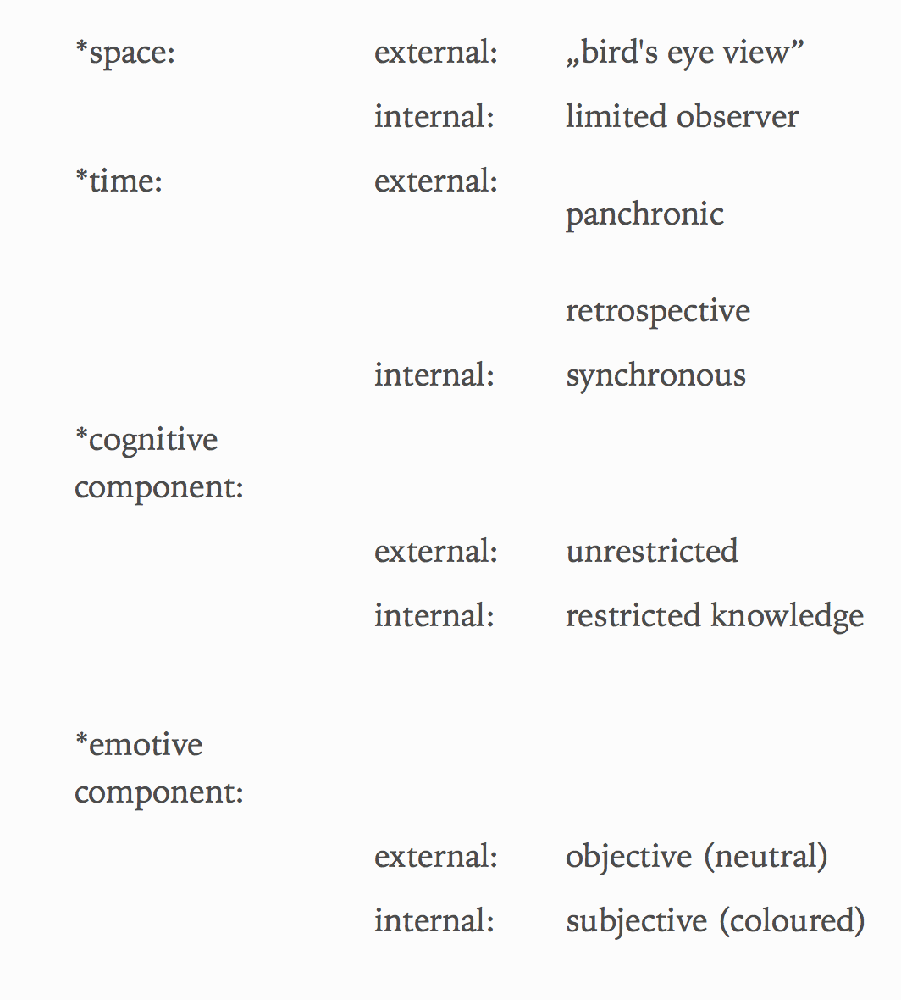 *space: external: „bird's eye view”
internal: limited observer
*time: external:
panchronic
retrospective
internal: synchronous
*cognitive
component:
external: unrestricted
internal: restricted knowledge
*emotive
component:
external: objective (neutral)
internal: subjective (coloured)